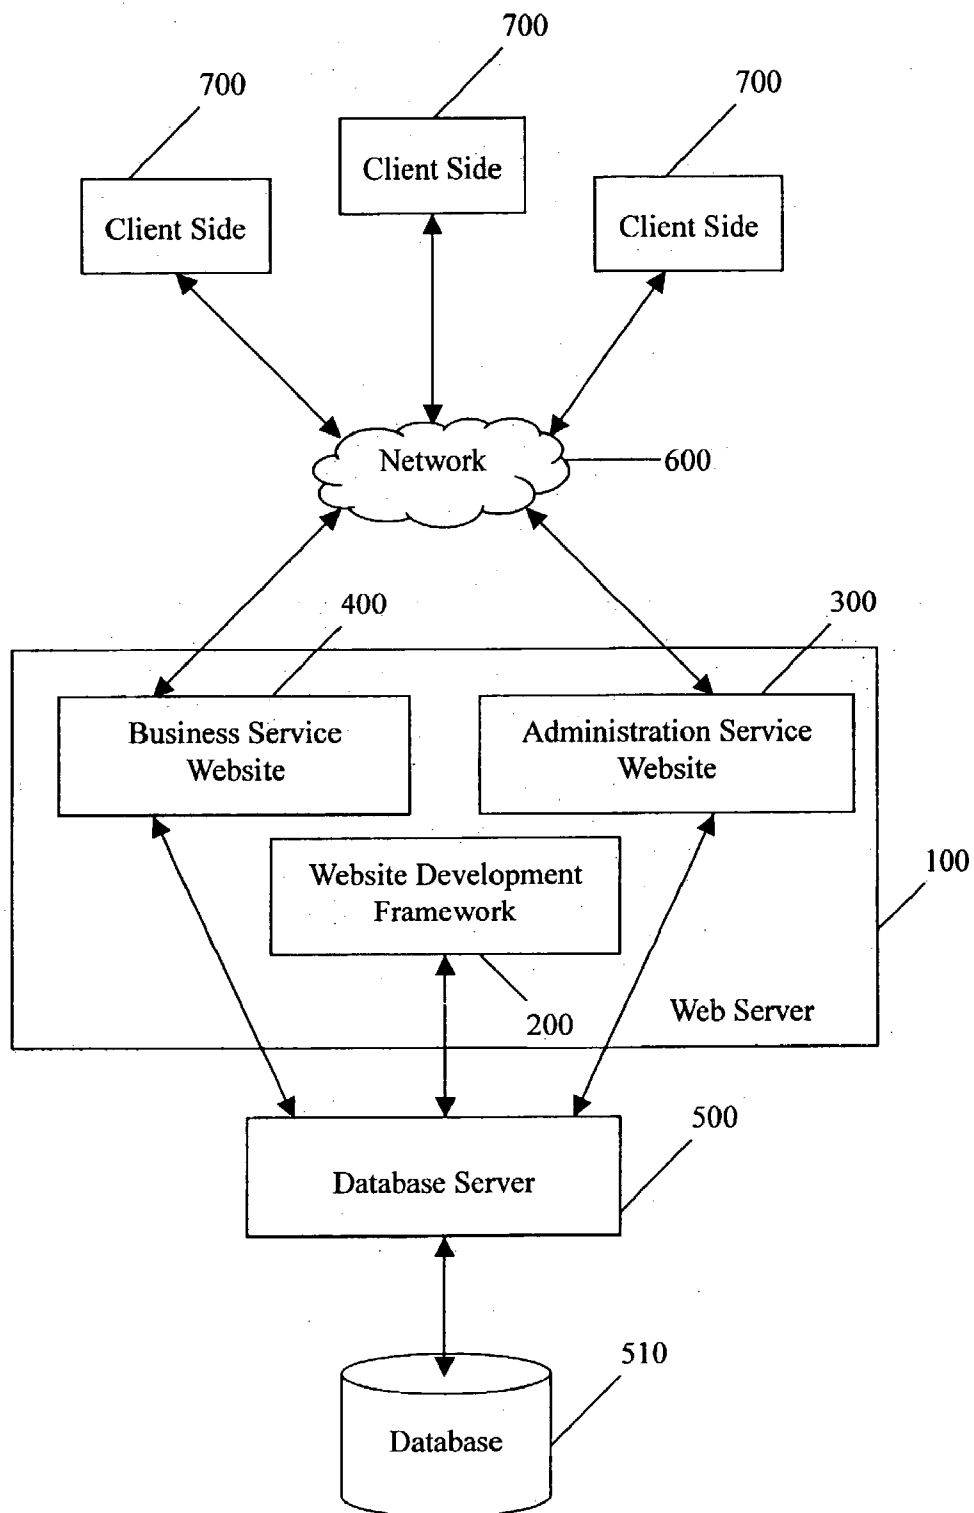 700
700
700
Client Side
Client Side
Client Side
Network
600
400
300
Business Service
Website
Administration Service
Website
Website Development
Framework
100
200
Web Server
500
Database Server
510
Database